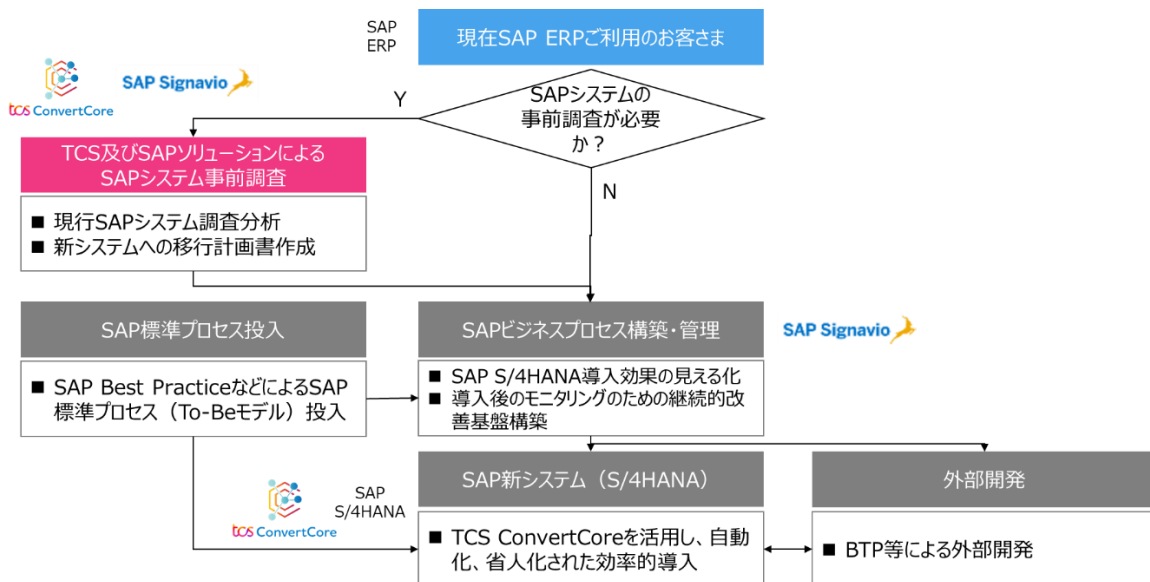 SAP
ERP
現在SAP ERPご利用のお客さま
tcs ConvertCore
SAP Signavio
Y
SAPシステムの
事前調査が必要
か？
TCS及びSAPソリューションによる
SAPシステム事前調査
N
■ 現行SAPシステム調査分析
■ 新システムへの移行計画書作成
SAP標準プロセス投入
SAPビジネスプロセス構築・管理
SAP Signavio
■ SAP Best PracticeなどによるSAP
標準プロセス（To-Beモデル）投入
■ SAP S/4HANA導入効果の見える化
■ 導入後のモニタリングのための継続的改
善基盤構築
SAP新システム（S/4HANA）
外部開発
tcs ConvertCore
SAP
S/4HANA
■ TCS ConvertCoreを活用し、自動
化、省人化された効率的導入
■ BTP等による外部開発